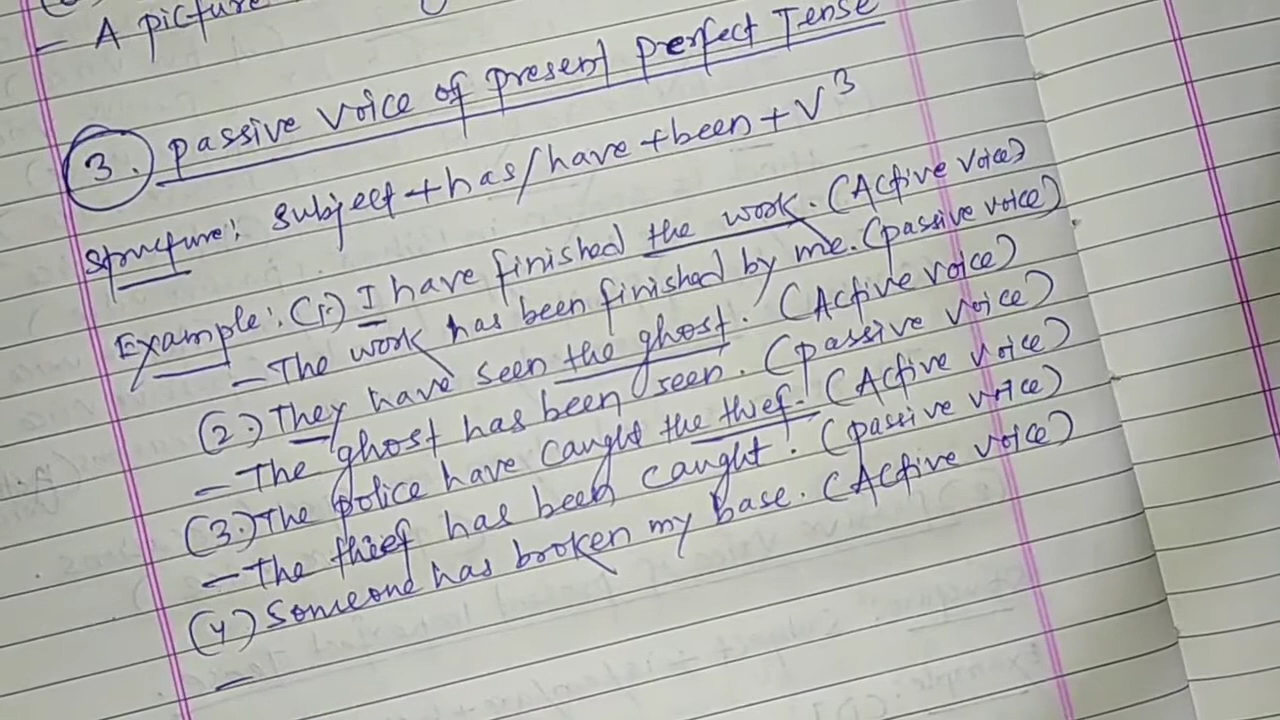 - A picture
3. Passive voice of present perfect Tense
Structure: Subject + has/have + been + V³
Example: (1.) I have finished the work. (Active voice)
- The work has been finished by me. (passive voice)
(2.) They have seen the ghost. (Active voice)
- The ghost has been seen. (passive voice)
(3.) The police have caught the thief. (Active voice)
- The thief has been caught. (passive voice)
(4) Someone has broken my base. (Active voice)
-